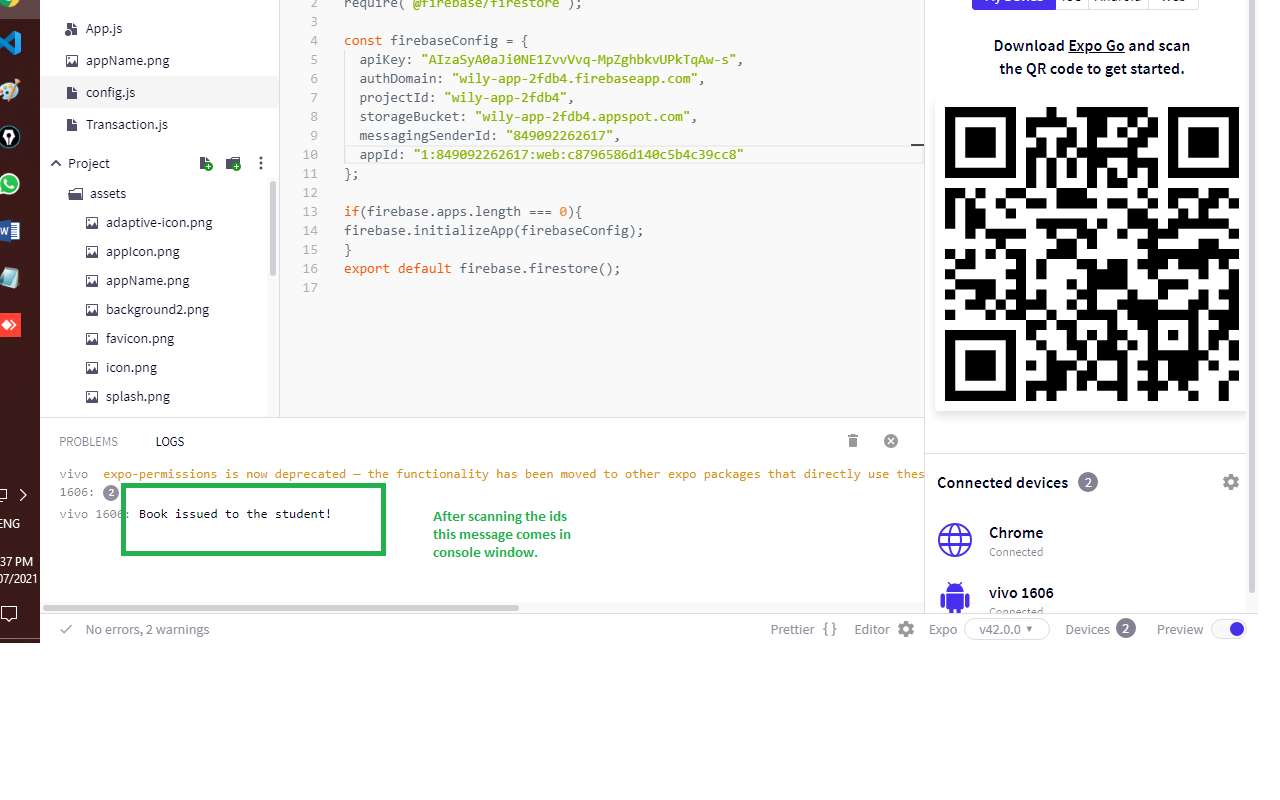 App.js
appName.png
config.js
Transaction.js
Project
assets
adaptive-icon.png
appIcon.png
appName.png
background2.png
favicon.png
icon.png
splash.png
2
require("@firebase/firestore");
3
4 const firebaseConfig = {
5 apiKey: "AIzaSyA0aJi0NE1ZvvVvq-MpZghbkvUPkTqAw-s",
6 authDomain: "wily-app-2fdb4.firebaseapp.com",
7 projectId: "wily-app-2fdb4",
8 storageBucket: "wily-app-2fdb4.appspot.com",
9 messagingSenderId: "849092262617",
10 appId: "1:849092262617:web:c8796586d140c5b4c39cc8"
11 };
12
13 if(firebase.apps.length === 0){
14 firebase.initializeApp(firebaseConfig);
15 }
16 export default firebase.firestore();
17
Download Expo Go and scan
the QR code to get started.
PROBLEMS LOGS
vivo expo-permissions is now deprecated — the functionality has been moved to other expo packages that directly use thes
1606: 2
vivo 1606: Book issued to the student!
After scanning the ids
this message comes in
console window.
Connected devices 2
Chrome
Connected
vivo 1606
Connected
ENG
:37 PM
07/2021
No errors, 2 warnings
Prettier {} Editor Expo v42.0.0 Devices 2 Preview